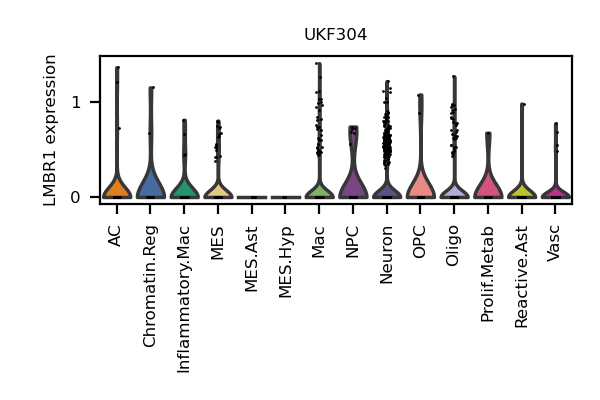 UKF304
LMBR1 expression
1
0
AC
Chromatin.Reg
Inflammatory.Mac
MES
MES.Ast
MES.Hyp
Mac
NPC
Neuron
OPC
Oligo
Prolif.Metab
Reactive.Ast
Vasc